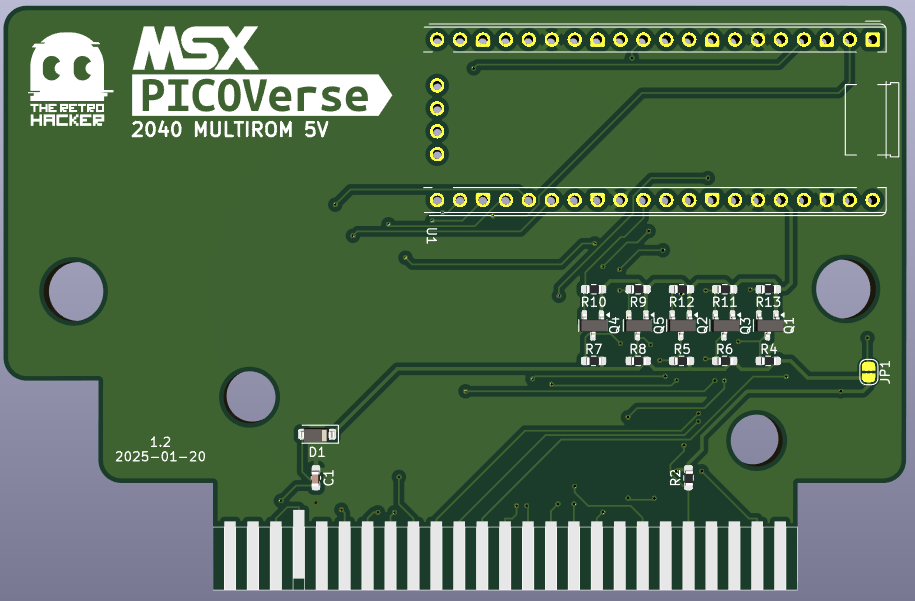 THE RETRO
HACKER
MSX
PICOVerse
2040 MULTIROM 5V
U1
R10 R9 R12 R11 R13
Q4 Q5 Q2 Q3 Q1
R7 R8 R5 R6 R4
JP1
1.2
2025-01-20
D1
C1
R2